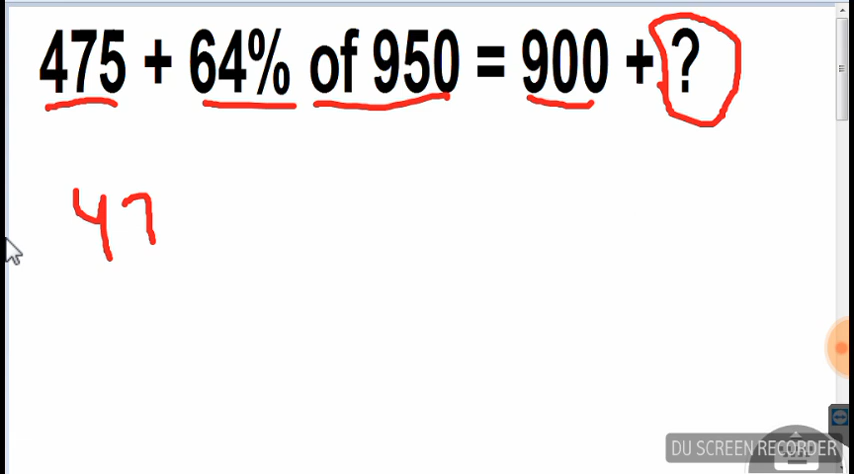 475 + 64% of 950 = 900 + ?
47
DU SCREEN RECORDER